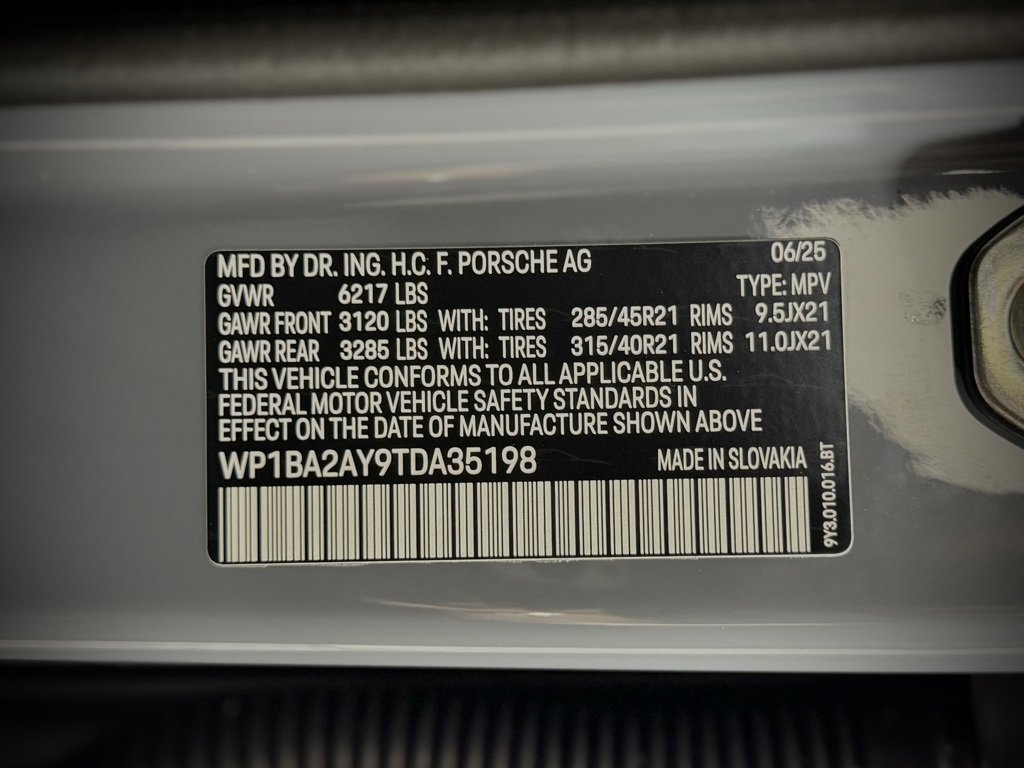 MFD BY DR. ING. H.C. F. PORSCHE AG 06/25
GVWR 6217 LBS TYPE: MPV
GAWR FRONT 3120 LBS WITH: TIRES 285/45R21 RIMS 9.5JX21
GAWR REAR 3285 LBS WITH: TIRES 315/40R21 RIMS 11.0JX21
THIS VEHICLE CONFORMS TO ALL APPLICABLE U.S.
FEDERAL MOTOR VEHICLE SAFETY STANDARDS IN
EFFECT ON THE DATE OF MANUFACTURE SHOWN ABOVE
WP1BA2AY9TDA35198 MADE IN SLOVAKIA
9Y3.010.016.BT